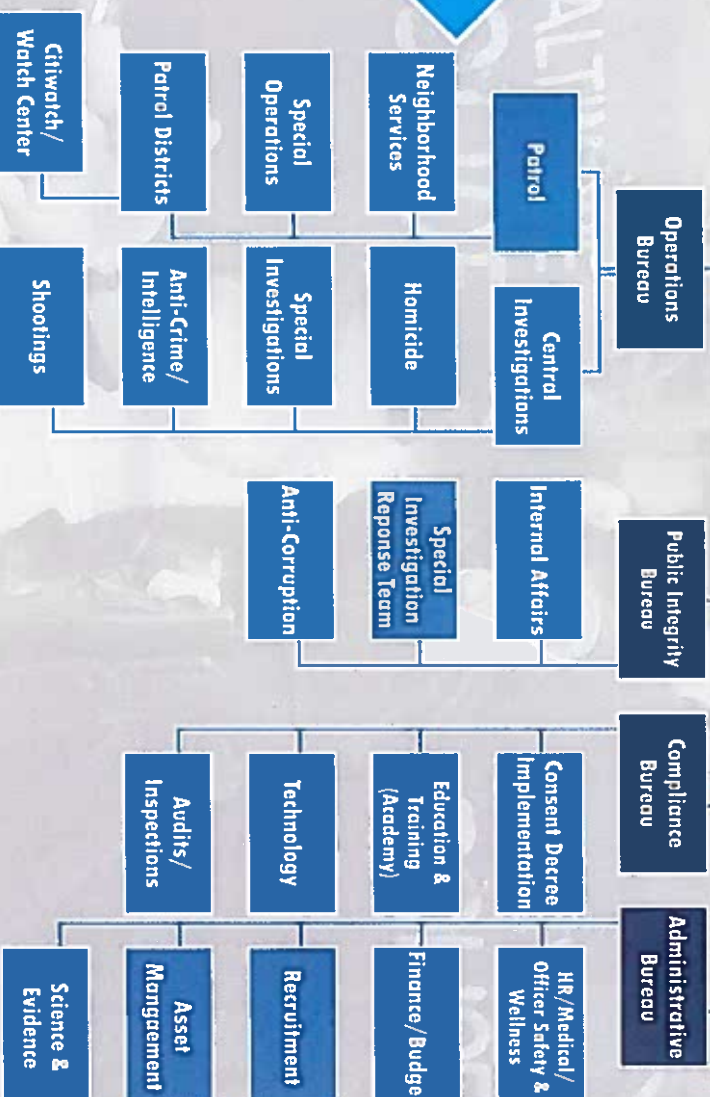 Operations
Bureau
Patrol
Neighborhood
Services
Special
Operations
Patrol Districts
Citiwatch/
Watch Center
Central
Investigations
Homicide
Special
Investigations
Anti-Crime/
Intelligence
Shootings
Public Integrity
Bureau
Internal Affairs
Special
Investigation
Reponse Team
Anti-Corruption
Compliance
Bureau
Consent Decree
Implementation
Education &
Training
(Academy)
Technology
Audits/
Inspections
Administrative
Bureau
HR/Medical/
Officer Safety &
Wellness
Finance/Budge
Recruitment
Asset
Mangaement
Science &
Evidence